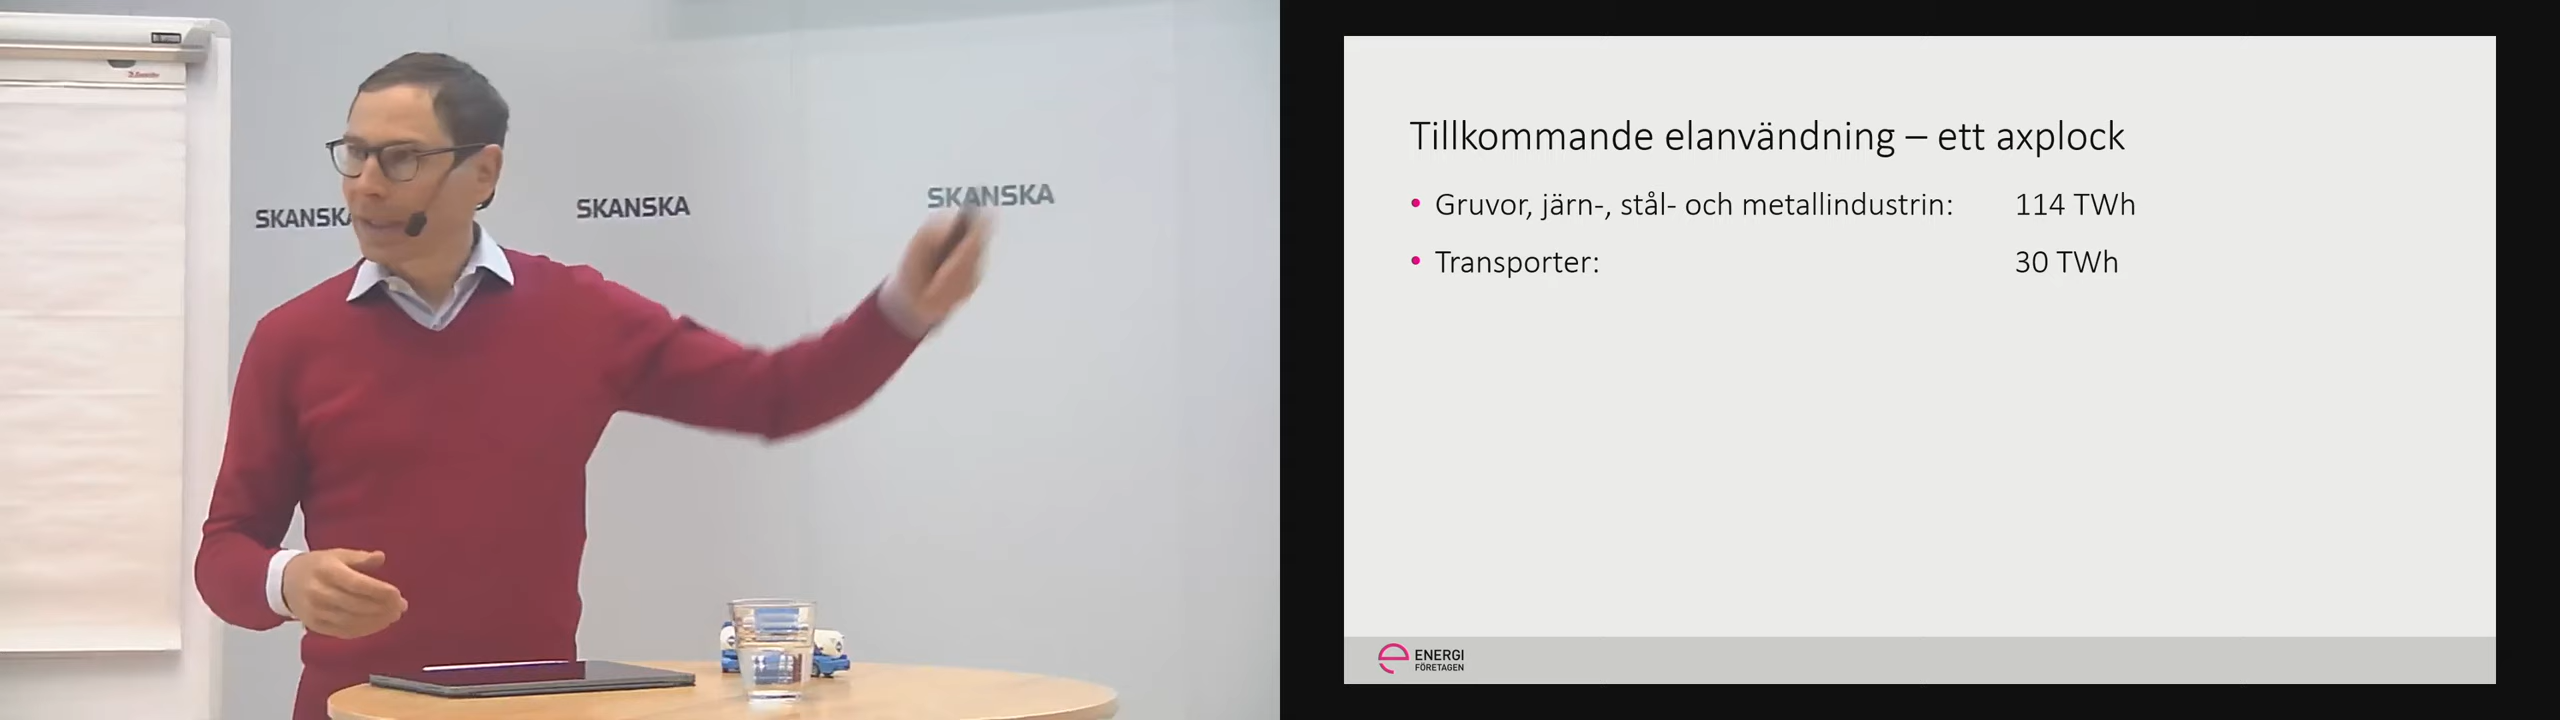 SKANSKA
SKANSKA
SKANSKA
Tillkommande elanvändning – ett axplock
• Gruvor, järn-, stål- och metallindustrin: 114 TWh
• Transporter: 30 TWh
ENERGI
FÖRETAGEN